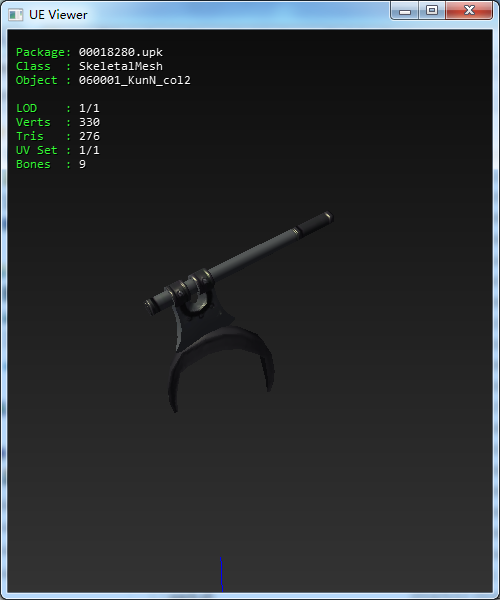 UE Viewer
Package: 00018280.upk
Class : SkeletalMesh
Object : 060001_KunN_col2
LOD : 1/1
Verts : 330
Tris : 276
UV Set : 1/1
Bones : 9